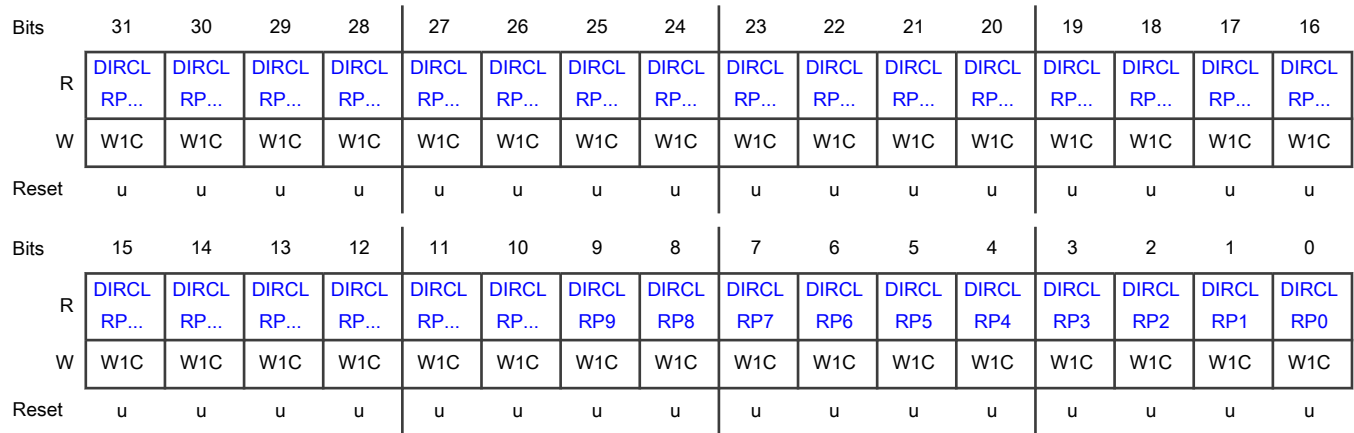 Bits 31 30 29 28 27 26 25 24 23 22 21 20 19 18 17 16
R DIRCL DIRCL DIRCL DIRCL DIRCL DIRCL DIRCL DIRCL DIRCL DIRCL DIRCL DIRCL DIRCL DIRCL DIRCL DIRCL
RP... RP... RP... RP... RP... RP... RP... RP... RP... RP... RP... RP... RP... RP... RP... RP...
W W1C W1C W1C W1C W1C W1C W1C W1C W1C W1C W1C W1C W1C W1C W1C W1C
Reset u u u u u u u u u u u u u u u u
Bits 15 14 13 12 11 10 9 8 7 6 5 4 3 2 1 0
R DIRCL DIRCL DIRCL DIRCL DIRCL DIRCL DIRCL DIRCL DIRCL DIRCL DIRCL DIRCL DIRCL DIRCL DIRCL DIRCL
RP... RP... RP... RP... RP... RP... RP9 RP8 RP7 RP6 RP5 RP4 RP3 RP2 RP1 RP0
W W1C W1C W1C W1C W1C W1C W1C W1C W1C W1C W1C W1C W1C W1C W1C W1C
Reset u u u u u u u u u u u u u u u u